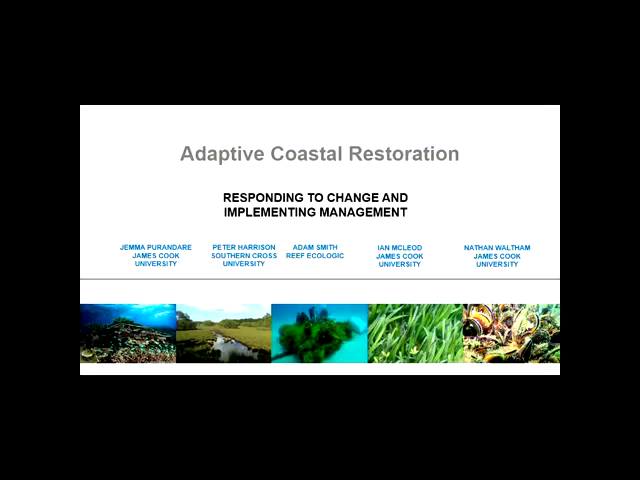 Adaptive Coastal Restoration
RESPONDING TO CHANGE AND
IMPLEMENTING MANAGEMENT
JEMMA PURANDARE
JAMES COOK
UNIVERSITY
PETER HARRISON
SOUTHERN CROSS
UNIVERSITY
ADAM SMITH
REEF ECOLOGIC
IAN MCLEOD
JAMES COOK
UNIVERSITY
NATHAN WALTHAM
JAMES COOK
UNIVERSITY